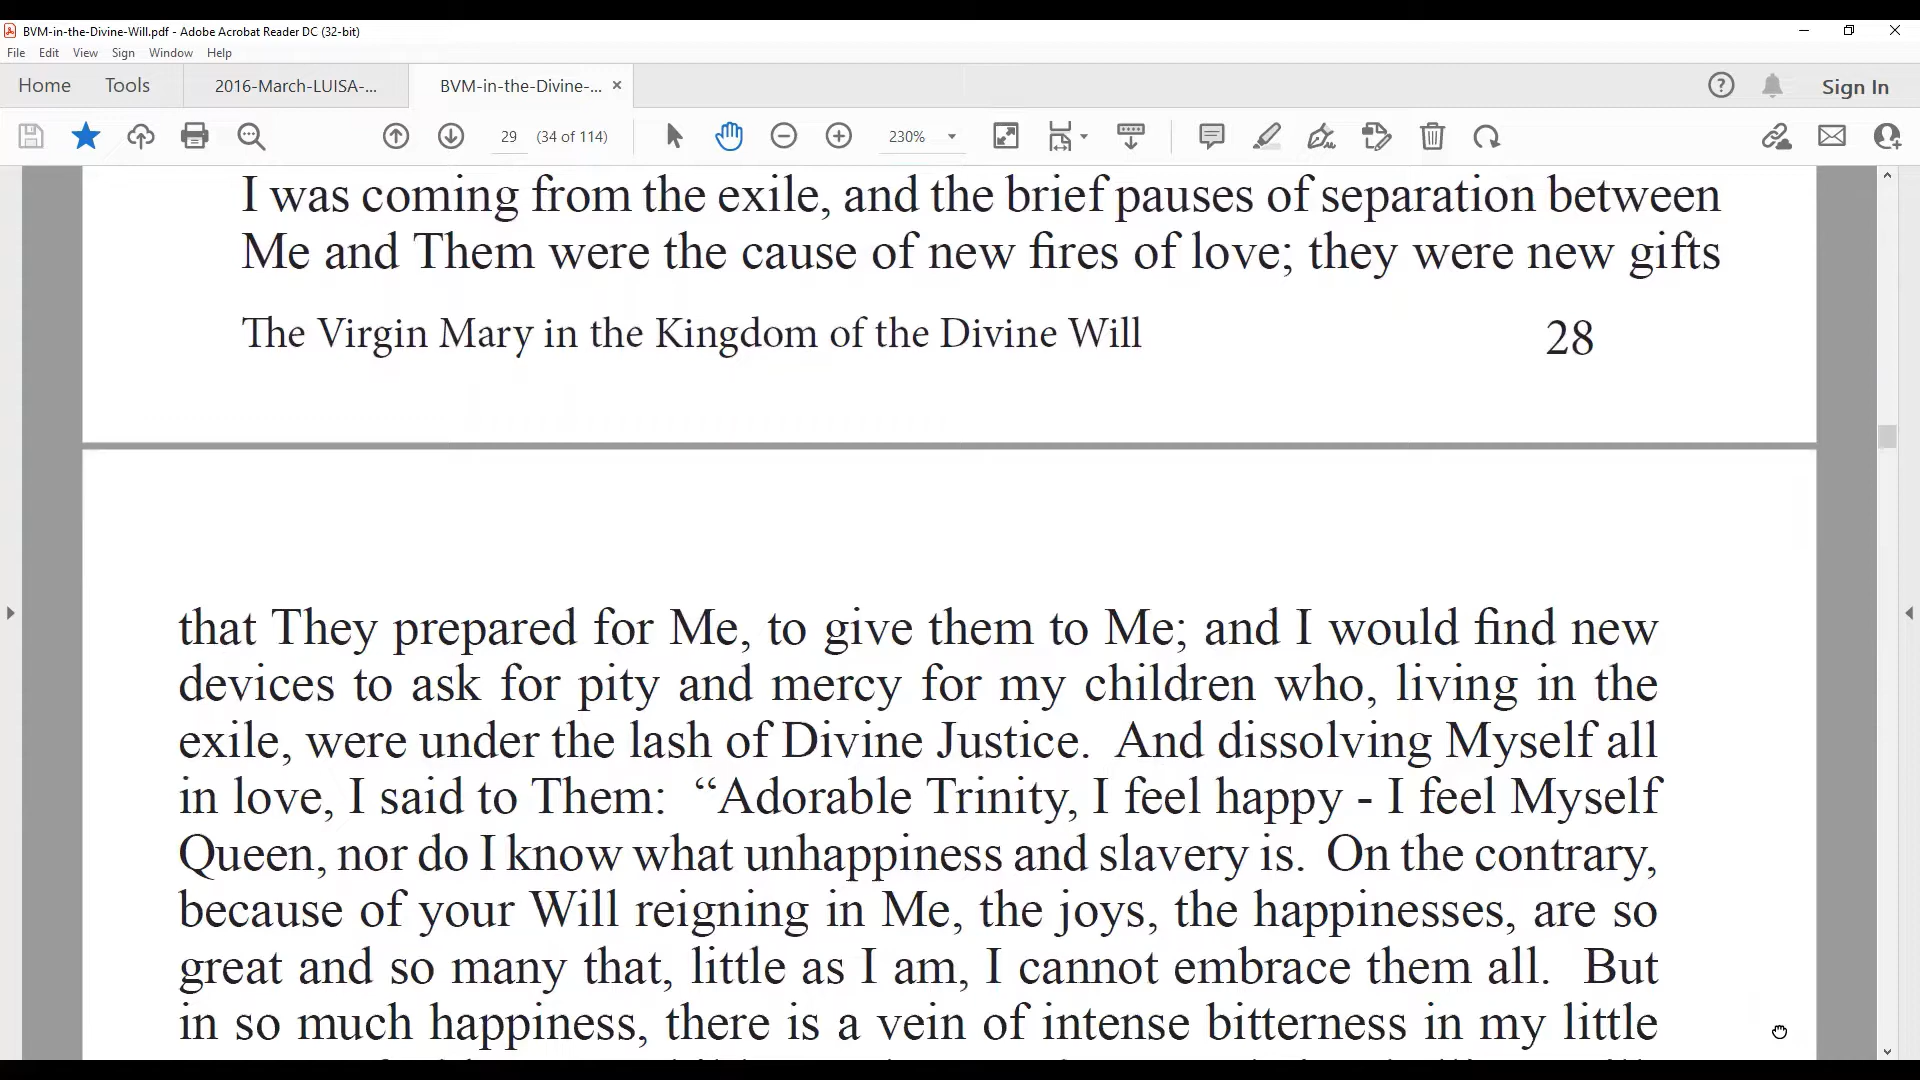 BVM-in-the-Divine-Will.pdf - Adobe Acrobat Reader DC (32-bit)
File Edit View Sign Window Help
Home Tools 2016-March-LUISA-... BVM-in-the-Divine-... × Sign In
29 (34 of 114) 230%
I was coming from the exile, and the brief pauses of separation between
Me and Them were the cause of new fires of love; they were new gifts
The Virgin Mary in the Kingdom of the Divine Will 28
that They prepared for Me, to give them to Me; and I would find new
devices to ask for pity and mercy for my children who, living in the
exile, were under the lash of Divine Justice. And dissolving Myself all
in love, I said to Them: “Adorable Trinity, I feel happy - I feel Myself
Queen, nor do I know what unhappiness and slavery is. On the contrary,
because of your Will reigning in Me, the joys, the happinesses, are so
great and so many that, little as I am, I cannot embrace them all. But
in so much happiness, there is a vein of intense bitterness in my little